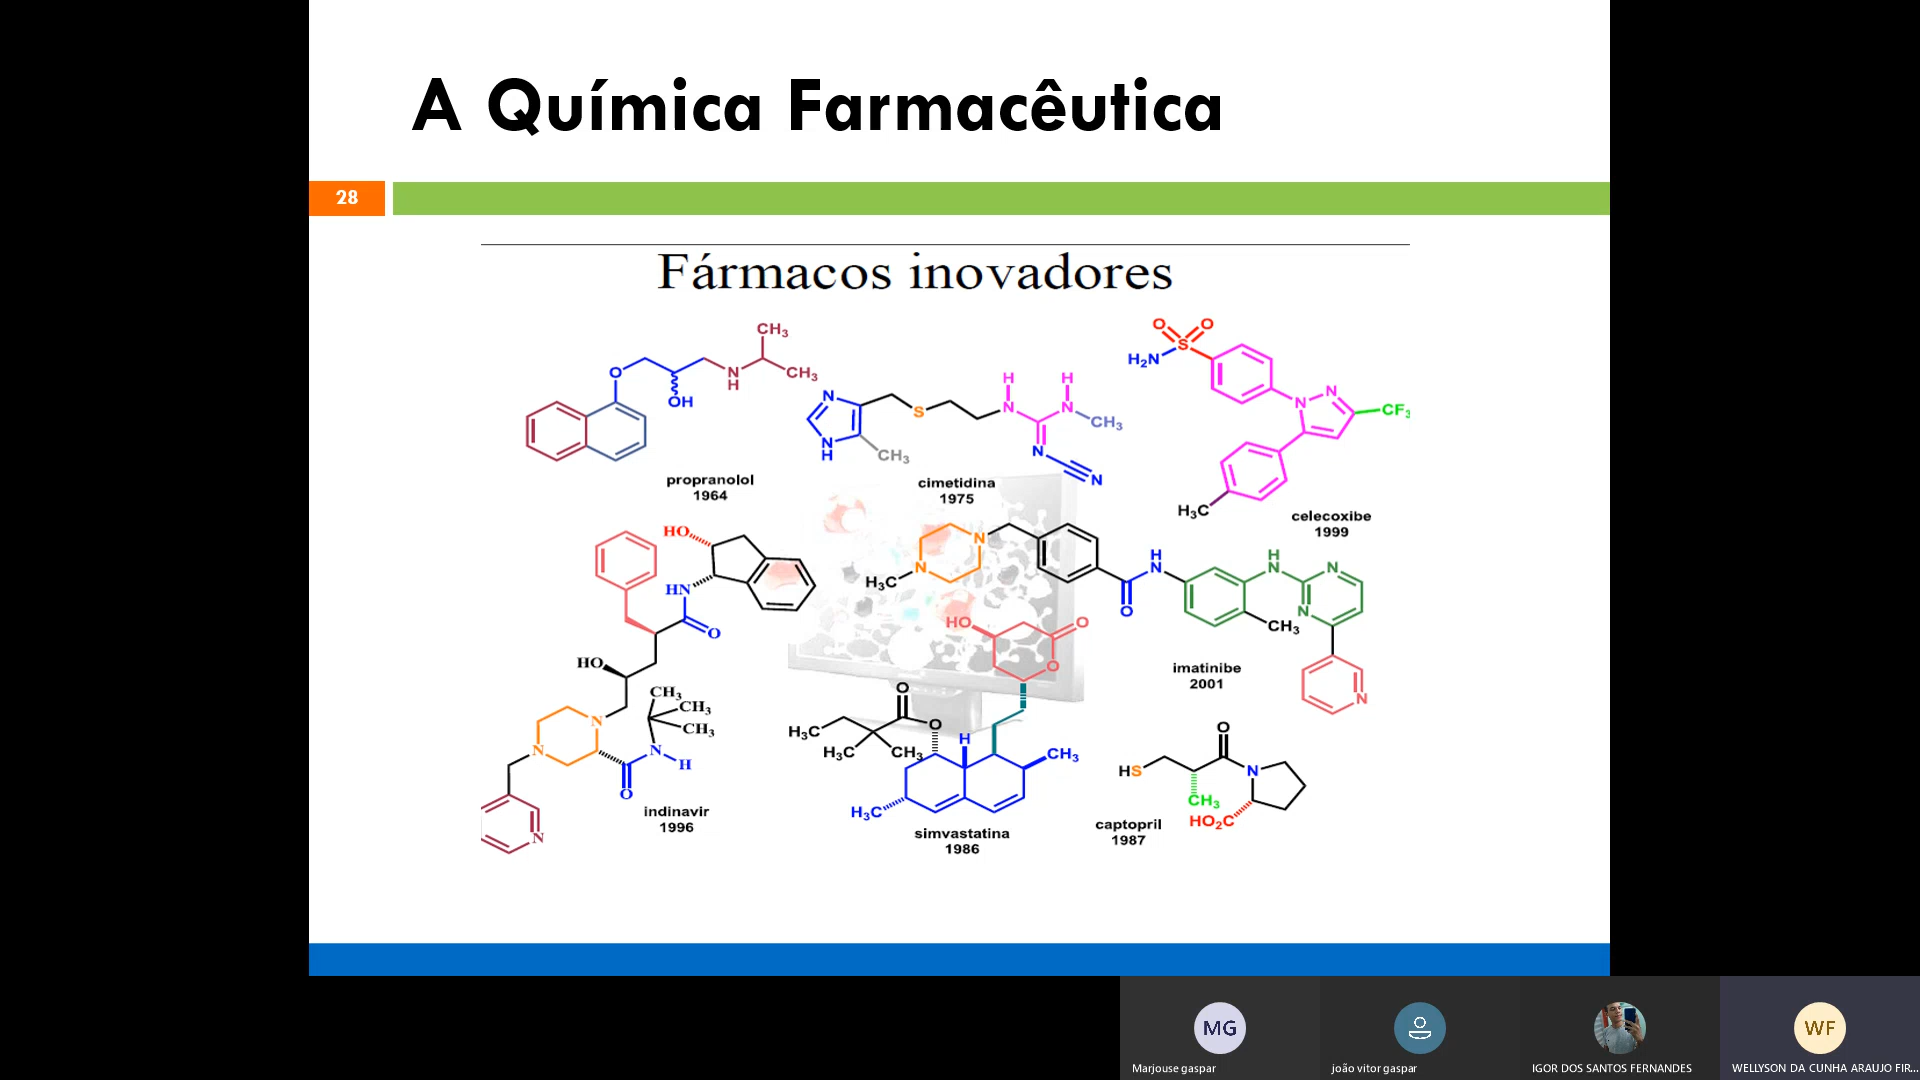 A Química Farmacêutica
28
Fármacos inovadores
CH3
CH3
O
N
H
OH
propranolol
1964
N
N
H
CH3
S
H
N
H
N
CH3
N
N
cimetidina
1975
O
O
S
H2N
N
N
CF3
H3C
celecoxibe
1999
HO
HN
O
HO
CH3
CH3
CH3
N
N
N
H
O
N
indinavir
1996
N
N
H3C
H
N
O
H
N
N
N
CH3
N
imatinibe
2001
HO
O
O
O
O
H3C
H3C
CH3
H
CH3
H3C
simvastatina
1986
O
HS
N
CH3
HO2C
captopril
1987
MG
WF
Marjouse gaspar
joão vitor gaspar
IGOR DOS SANTOS FERNANDES
WELLYSON DA CUNHA ARAUJO FIR...